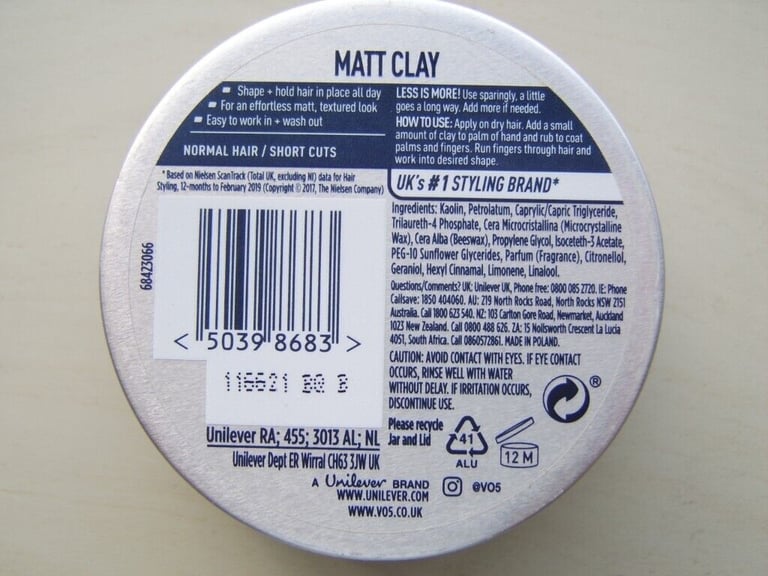 MATT CLAY
Shape + hold hair in place all day
For an effortless matt, textured look
Easy to work in + wash out
NORMAL HAIR / SHORT CUTS
LESS IS MORE! Use sparingly, a little
goes a long way. Add more if needed.
HOW TO USE: Apply on dry hair. Add a small
amount of clay to palm of hand and rub to coat
palms and fingers. Run fingers through hair and
work into desired shape.
*Based on Nielsen ScanTrack (Total UK, excluding NI) data for Hair
Styling, 12-months to February 2019 (Copyright © 2017, The Nielsen Company)
UK's #1 STYLING BRAND*
68423066
< 5039 8683 >
116621 BQ B
Ingredients: Kaolin, Petrolatum, Caprylic/Capric Triglyceride,
Trilaureth-4 Phosphate, Cera Microcristallina (Microcrystalline
Wax), Cera Alba (Beeswax), Propylene Glycol, Isoceteth-3 Acetate,
PEG-10 Sunflower Glycerides, Parfum (Fragrance), Citronellol,
Geraniol, Hexyl Cinnamal, Limonene, Linalool.
Questions/Comments? UK: Unilever UK, Phone free: 0800 085 2720. IE: Phone
Callsave: 1850 404060. AU: 219 North Rocks Road, North Rocks NSW 2151
Australia. Call 1800 623 540. NZ: 103 Carlton Gore Road, Newmarket, Auckland
1023 New Zealand. Call 0800 488 626. ZA: 15 Nollsworth Crescent La Lucia
4051, South Africa. Call 0860572861. MADE IN POLAND.
CAUTION: AVOID CONTACT WITH EYES. IF EYE CONTACT
OCCURS, RINSE WELL WITH WATER
WITHOUT DELAY. IF IRRITATION OCCURS,
DISCONTINUE USE.
®
Please recycle
Jar and Lid
41
ALU
12 M
Unilever RA; 455; 3013 AL; NL
Unilever Dept ER Wirral CH63 3JW UK
A Unilever BRAND
WWW.UNILEVER.COM
WWW.VO5.CO.UK
@VO5